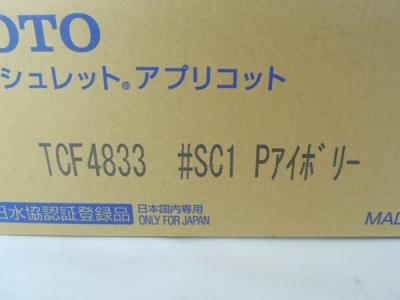 OTO
シュレット®アプリコット
TCF4833 #SC1 Pアイボリー
日水協認証登録品
日本国内専用
ONLY FOR JAPAN
MAD